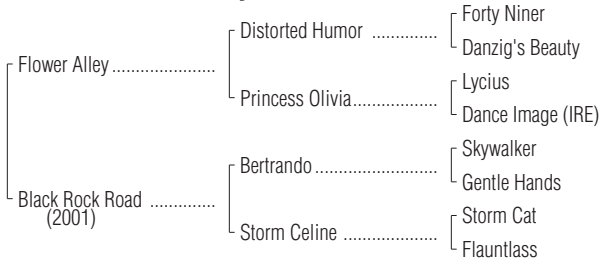 Forty Niner
Distorted Humor ..............
Danzig's Beauty
Flower Alley ......................
Lycius
Princess Olivia..................
Dance Image (IRE)
Skywalker
Bertrando ..........................
Gentle Hands
Black Rock Road ..............
(2001)
Storm Cat
Storm Celine ....................
Flauntlass